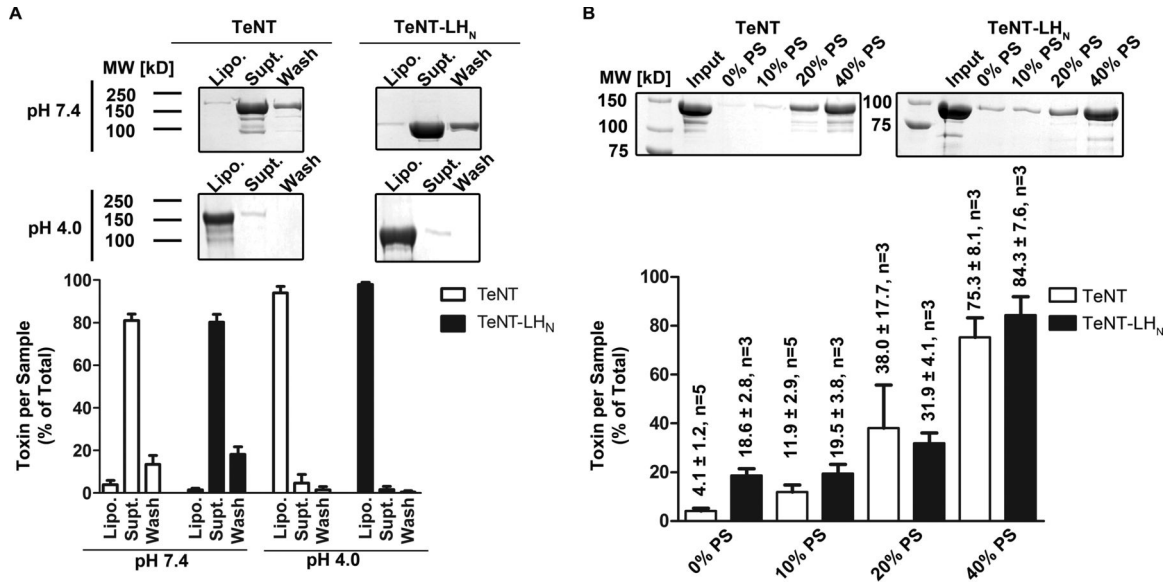 A
TeNT
TeNT-LHN
MW [kD]
Lipo.
Supt.
Wash
Lipo.
Supt.
Wash
pH 7.4
250
150
100
Lipo.
Supt.
Wash
Lipo.
Supt.
Wash
pH 4.0
250
150
100
Toxin per Sample
(% of Total)
100
80
60
40
20
0
TeNT
TeNT-LHN
Lipo.
Supt.
Wash
Lipo.
Supt.
Wash
Lipo.
Supt.
Wash
Lipo.
Supt.
Wash
pH 7.4
pH 4.0
B
TeNT
TeNT-LHN
MW [kD]
Input
0% PS
10% PS
20% PS
40% PS
Input
0% PS
10% PS
20% PS
40% PS
150
100
75
100
75
Toxin per Sample
(% of Total)
100
80
60
40
20
0
4.1 ± 1.2, n=5
18.6 ± 2.8, n=3
11.9 ± 2.9, n=5
19.5 ± 3.8, n=3
38.0 ± 17.7, n=3
31.9 ± 4.1, n=3
75.3 ± 8.1, n=3
84.3 ± 7.6, n=3
TeNT
TeNT-LHN
0% PS
10% PS
20% PS
40% PS